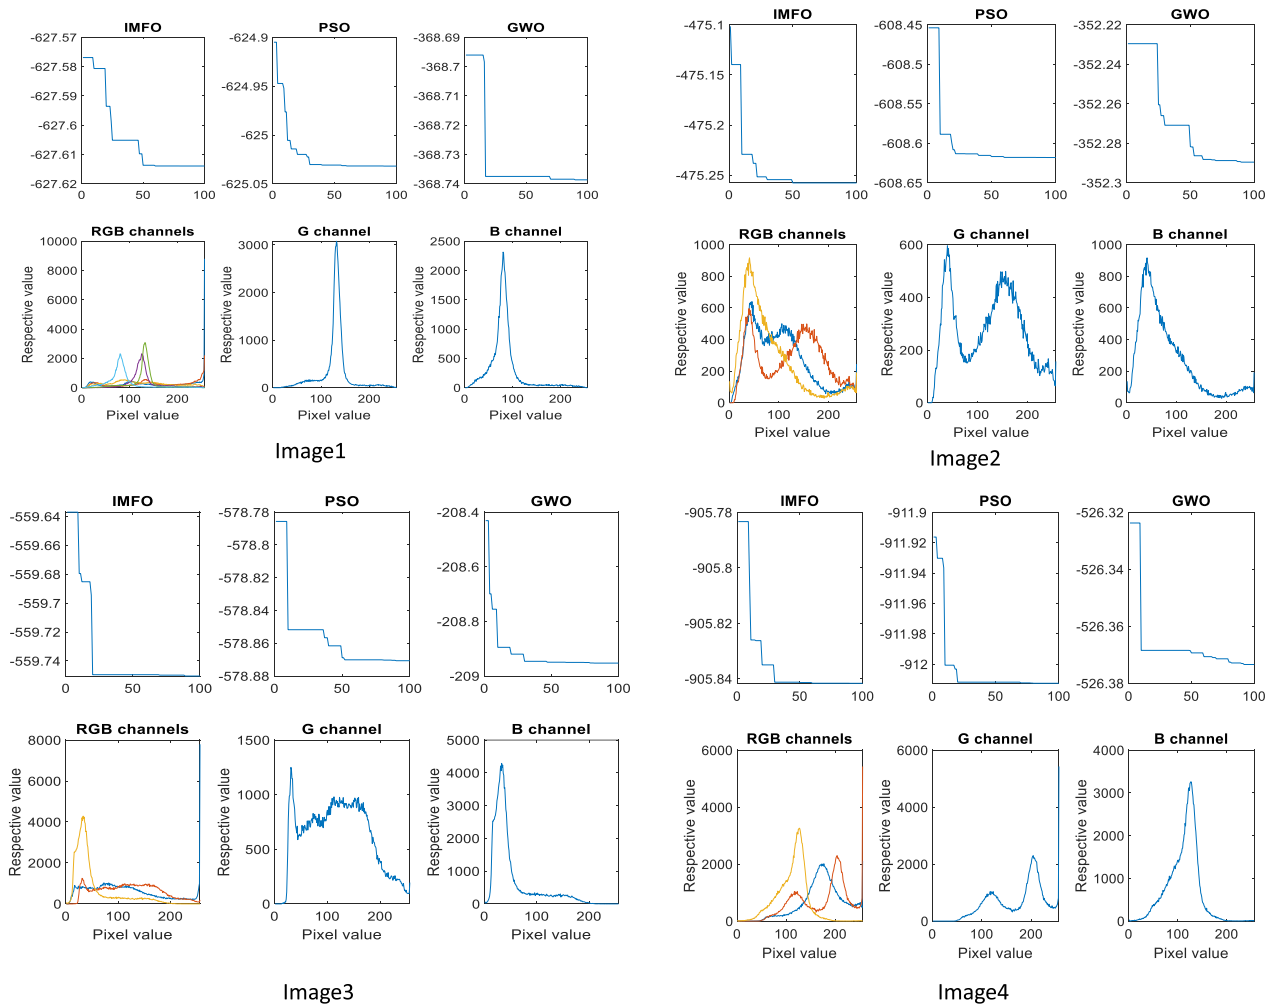 IMFO
-627.57
-627.58
-627.59
-627.6
-627.61
-627.62
0 50 100
PSO
-624.9
-624.95
-625
-625.05
0 50 100
GWO
-368.69
-368.7
-368.71
-368.72
-368.73
-368.74
0 50 100
RGB channels
Respective value
10000
8000
6000
4000
2000
0
0 100 200
Pixel value
G channel
Respective value
3000
2000
1000
0
0 100 200
Pixel value
B channel
Respective value
2500
2000
1500
1000
500
0
0 100 200
Pixel value
Image1
IMFO
-475.1
-475.15
-475.2
-475.25
0 50 100
PSO
-608.45
-608.5
-608.55
-608.6
-608.65
0 50 100
GWO
-352.22
-352.24
-352.26
-352.28
-352.3
0 50 100
RGB channels
Respective value
1000
800
600
400
200
0
0 100 200
Pixel value
G channel
Respective value
600
400
200
0
0 100 200
Pixel value
B channel
Respective value
1000
800
600
400
200
0
0 100 200
Pixel value
Image2
IMFO
-559.64
-559.66
-559.68
-559.7
-559.72
-559.74
0 50 100
PSO
-578.78
-578.8
-578.82
-578.84
-578.86
-578.88
0 50 100
GWO
-208.4
-208.6
-208.8
-209
0 50 100
RGB channels
Respective value
8000
6000
4000
2000
0
0 100 200
Pixel value
G channel
Respective value
1500
1000
500
0
0 100 200
Pixel value
B channel
Respective value
5000
4000
3000
2000
1000
0
0 100 200
Pixel value
Image3
IMFO
-905.78
-905.8
-905.82
-905.84
0 50 100
PSO
-911.9
-911.92
-911.94
-911.96
-911.98
-912
0 50 100
GWO
-526.32
-526.34
-526.36
-526.38
0 50 100
RGB channels
Respective value
6000
4000
2000
0
0 100 200
Pixel value
G channel
Respective value
6000
4000
2000
0
0 100 200
Pixel value
B channel
Respective value
4000
3000
2000
1000
0
0 100 200
Pixel value
Image4